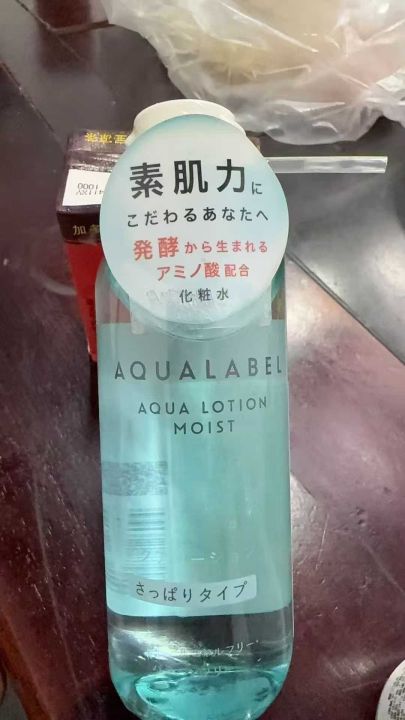 素肌力に
こだわるあなたへ
発酵から生まれる
アミノ酸配合
化粧水
AQUALABEL
AQUA LOTION
MOIST
さっぱりタイプ
1000